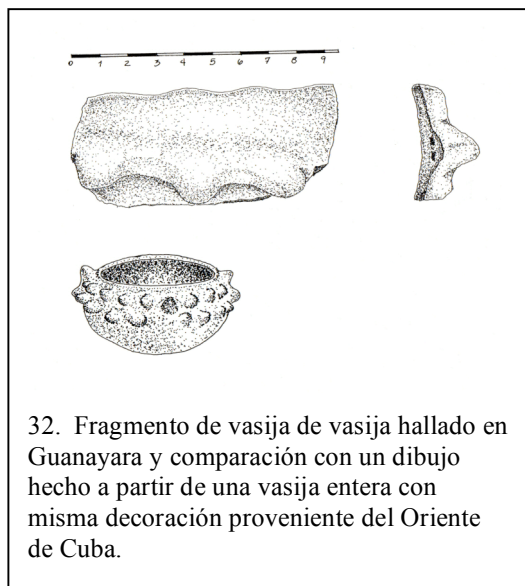 0 1 2 3 4 5 6 7 8 9
32. Fragmento de vasija de vasija hallado en
Guanayara y comparación con un dibujo
hecho a partir de una vasija entera con
misma decoración proveniente del Oriente
de Cuba.